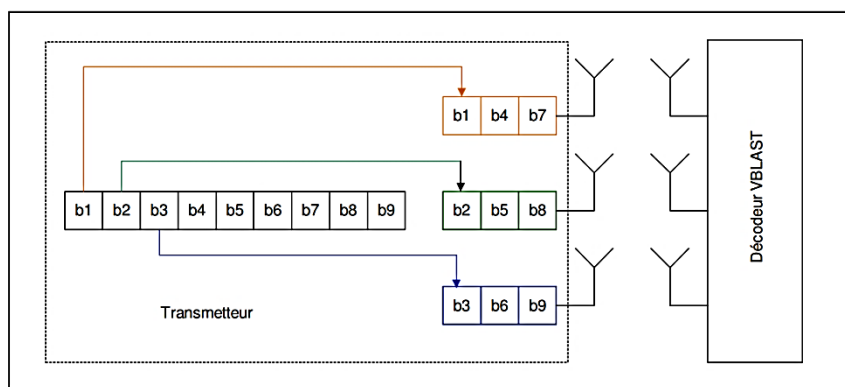 b1 b4 b7
b1 b2 b3 b4 b5 b6 b7 b8 b9
b2 b5 b8
b3 b6 b9
Transmetteur
Décodeur VBLAST